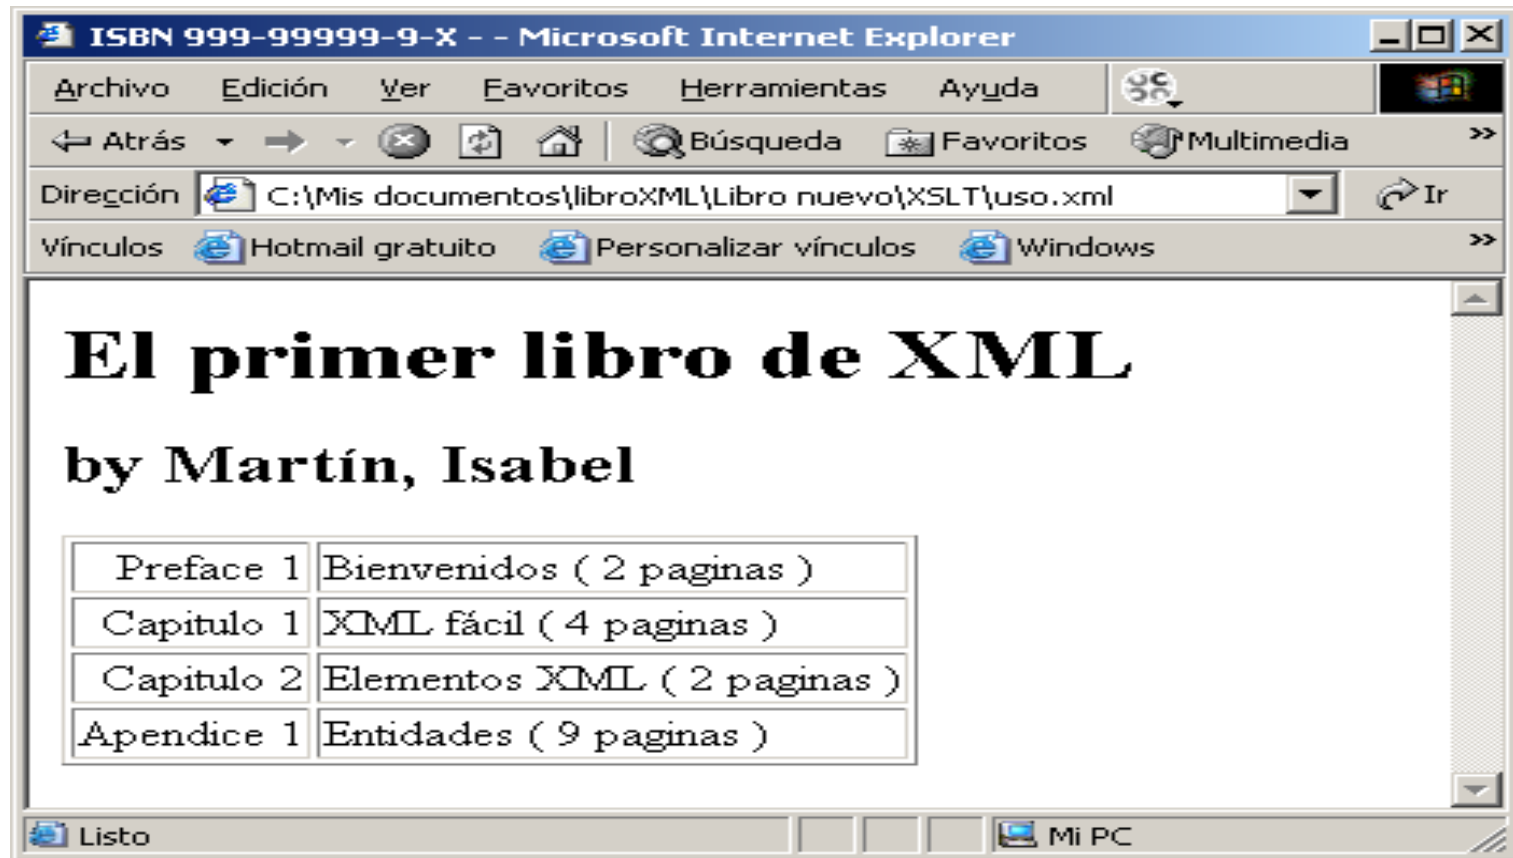 ISBN 999-99999-9-X - - Microsoft Internet Explorer
Archivo Edición Ver Favoritos Herramientas Ayuda
Atrás Búsqueda Favoritos Multimedia »
Dirección C:\Mis documentos\libroXML\Libro nuevo\XSLT\uso.xml Ir
Vínculos Hotmail gratuito Personalizar vínculos Windows »
El primer libro de XML
by Martín, Isabel
Preface 1 Bienvenidos ( 2 paginas )
Capitulo 1 XML fácil ( 4 paginas )
Capitulo 2 Elementos XML ( 2 paginas )
Apendice 1 Entidades ( 9 paginas )
Listo Mi PC